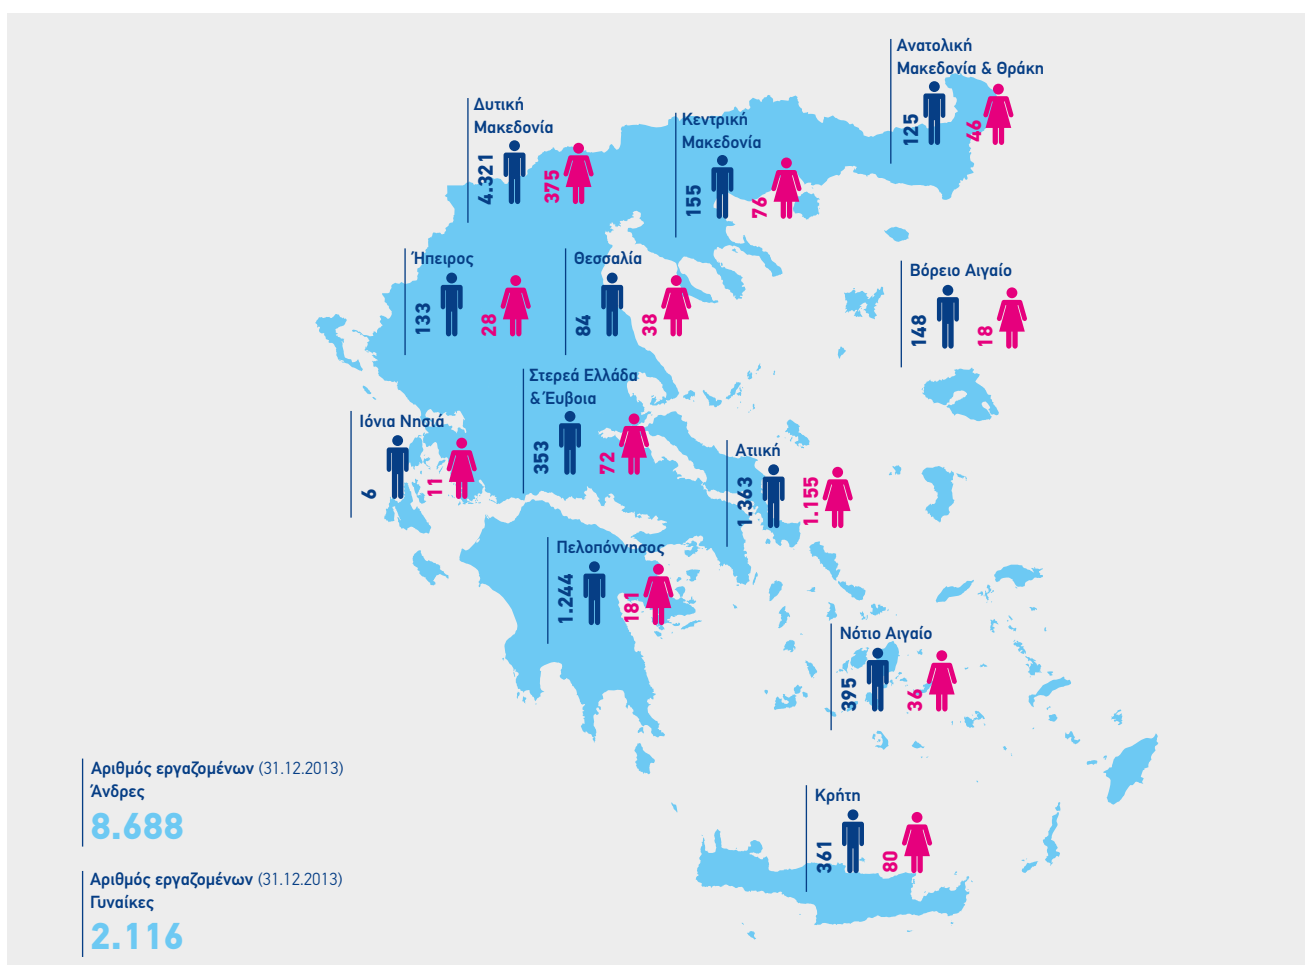 Ανατολική
Μακεδονία & Θράκη
125
46
Δυτική
Μακεδονία
4.321
375
Κεντρική
Μακεδονία
155
76
Ήπειρος
133
28
Θεσσαλία
84
38
Βόρειο Αιγαίο
148
18
Στερεά Ελλάδα
& Έυβοια
353
72
Ιόνια Νησιά
6
11
Ατιική
1.363
1.155
Πελοπόννησος
1.244
181
Νότιο Αιγαίο
395
36
Κρήτη
361
80
Αριθμός εργαζομένων (31.12.2013)
Άνδρες
8.688
Αριθμός εργαζομένων (31.12.2013)
Γυναίκες
2.116